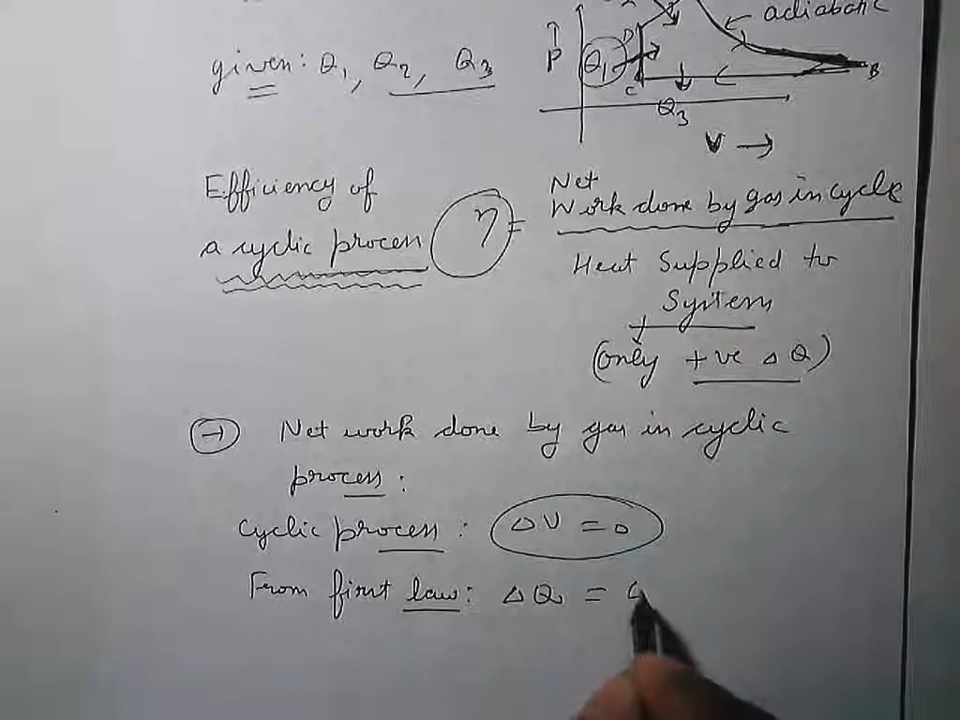 adiabatic
P
D
Q1
C
B
Q3
V →
given: Q1, Q2, Q3
Efficiency of
a cyclic process
η =
Net
Work done by gas in cycle
Heat Supplied to
System
(only +ve ΔQ)
→ Net work done by gas in cyclic
process:
Cyclic process: ΔU = 0
From first law: ΔQ =